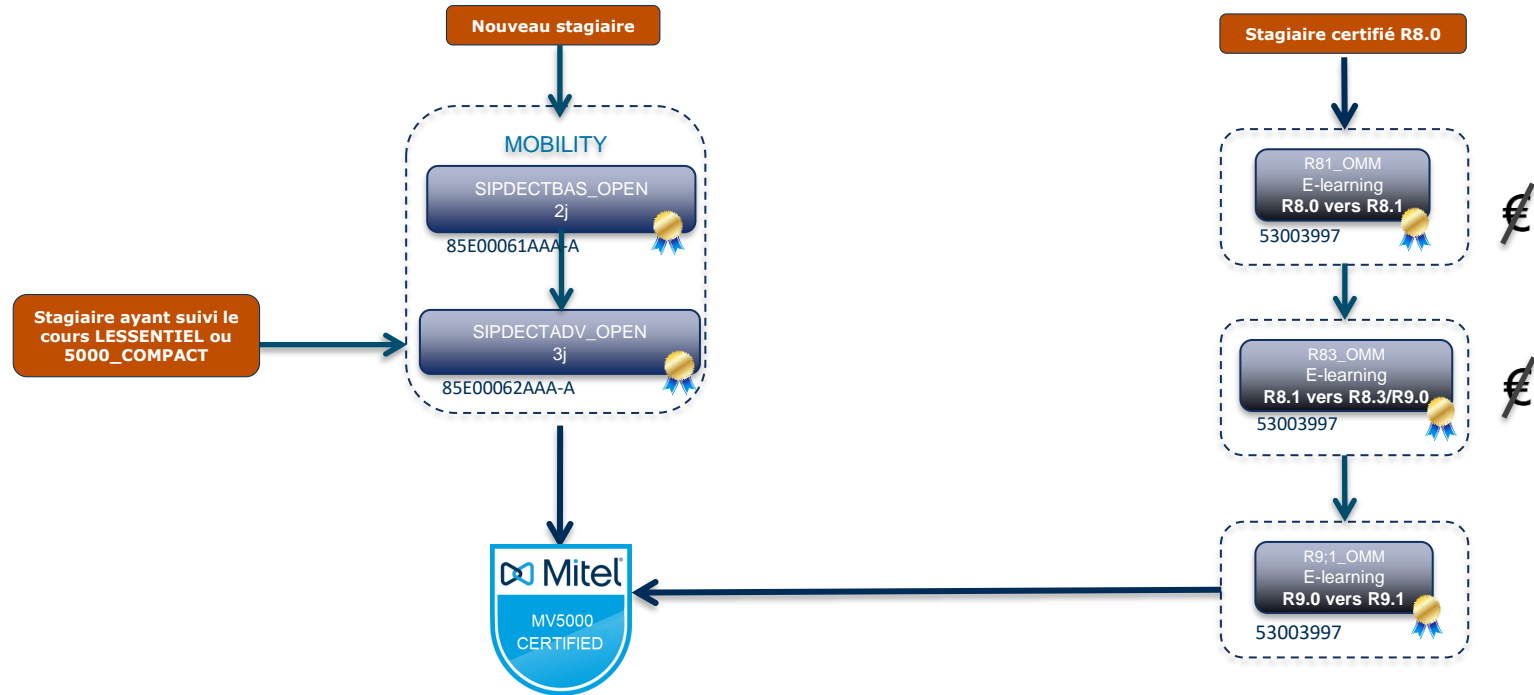 Nouveau stagiaire
MOBILITY
SIPDECTBAS_OPEN
2j
85E00061AAA-A
Stagiaire ayant suivi le
cours LESSENTIEL ou
5000_COMPACT
SIPDECTADV_OPEN
3j
85E00062AAA-A
Mitel
MV5000
CERTIFIED
Stagiaire certifié R8.0
R81_OMM
E-learning
R8.0 vers R8.1
53003997
€
R83_OMM
E-learning
R8.1 vers R8.3/R9.0
53003997
€
R9;1_OMM
E-learning
R9.0 vers R9.1
53003997